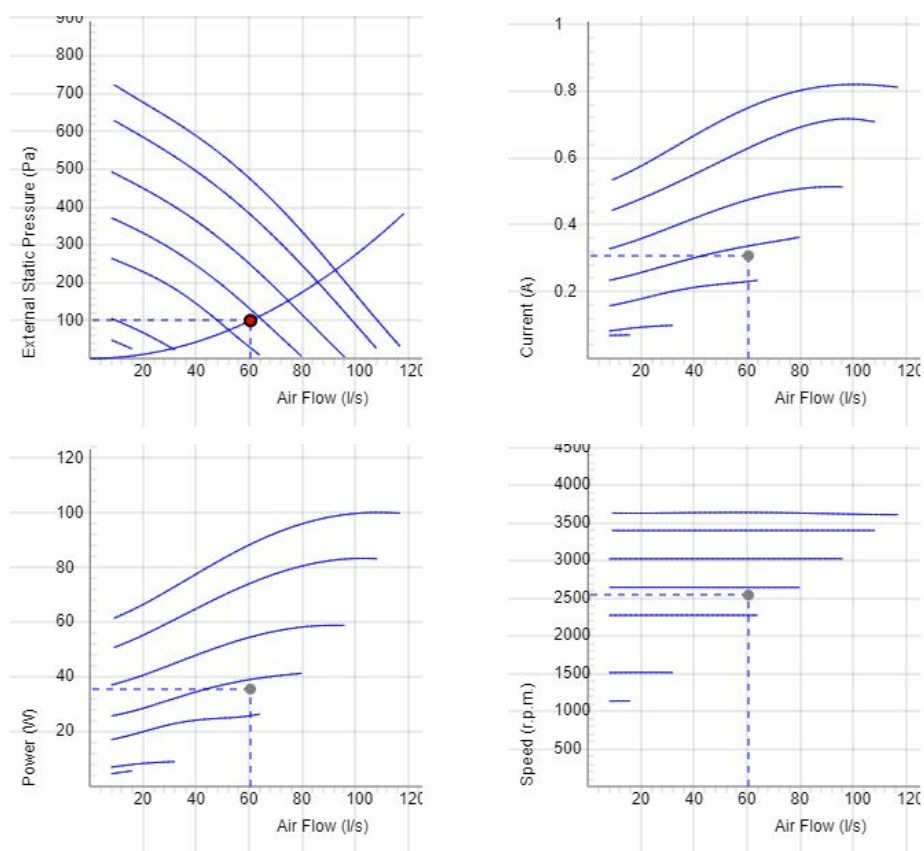 900
800
700
600
500
400
300
200
100
External Static Pressure (Pa)
20 40 60 80 100 120
Air Flow (l/s)
1
0.8
0.6
0.4
0.2
Current (A)
20 40 60 80 100 120
Air Flow (l/s)
120
100
80
60
40
20
Power (W)
20 40 60 80 100 120
Air Flow (l/s)
4500
4000
3500
3000
2500
2000
1500
1000
500
Speed (r.p.m.)
20 40 60 80 100 120
Air Flow (l/s)